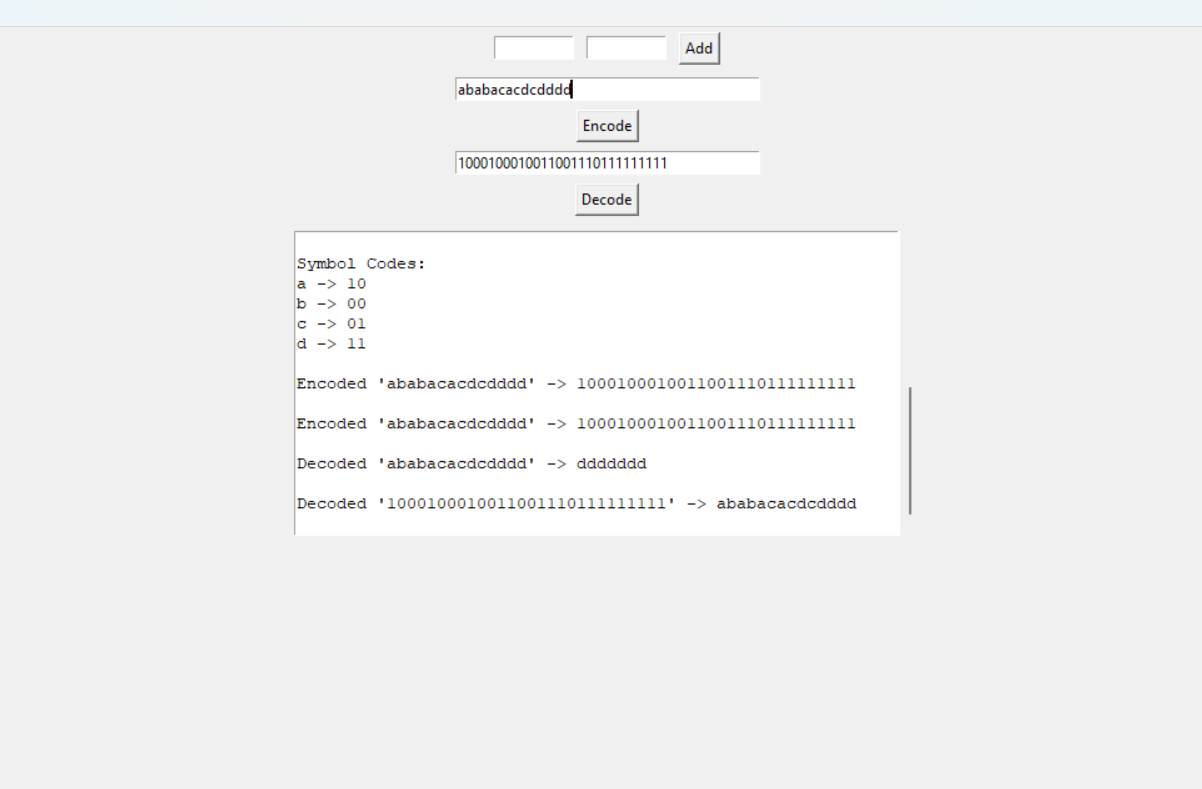 Add
ababacacdcdddd
Encode
1000100010011001110111111111
Decode
Symbol Codes:
a -> 10
b -> 00
c -> 01
d -> 11
Encoded 'ababacacdcdddd' -> 1000100010011001110111111111
Encoded 'ababacacdcdddd' -> 1000100010011001110111111111
Decoded 'ababacacdcdddd' -> ddddddd
Decoded '1000100010011001110111111111' -> ababacacdcdddd